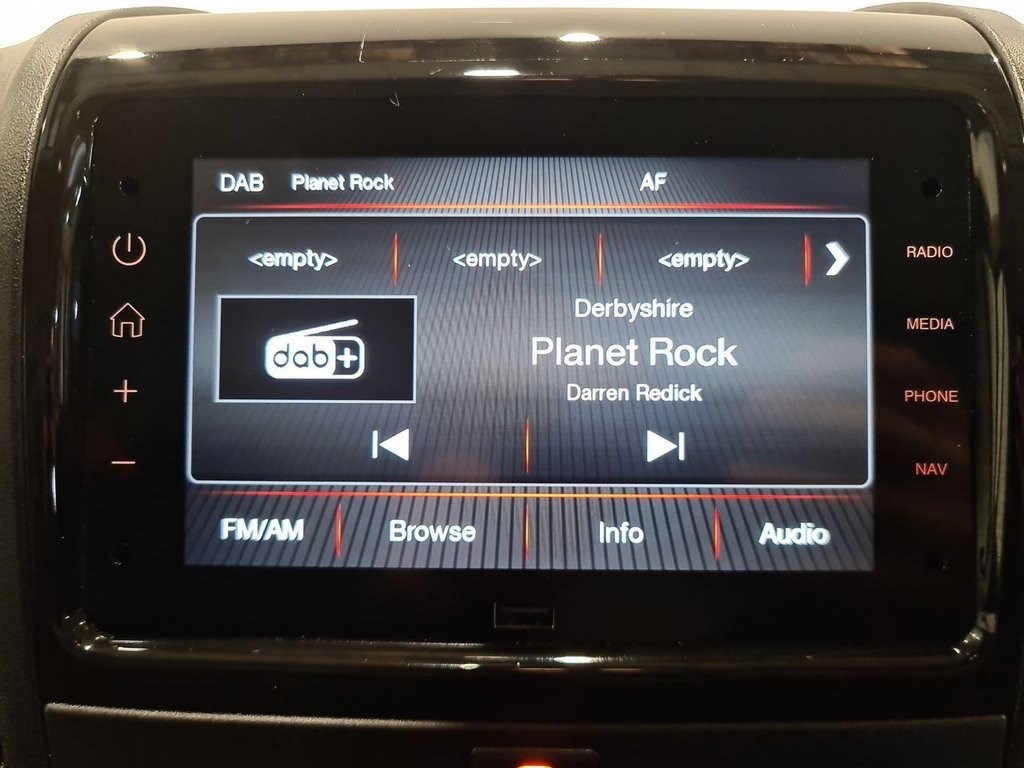 DAB Planet Rock AF
<empty> <empty> <empty>
RADIO
Derbyshire
MEDIA
dab+
Planet Rock
Darren Redick
PHONE
NAV
FM/AM Browse Info Audio